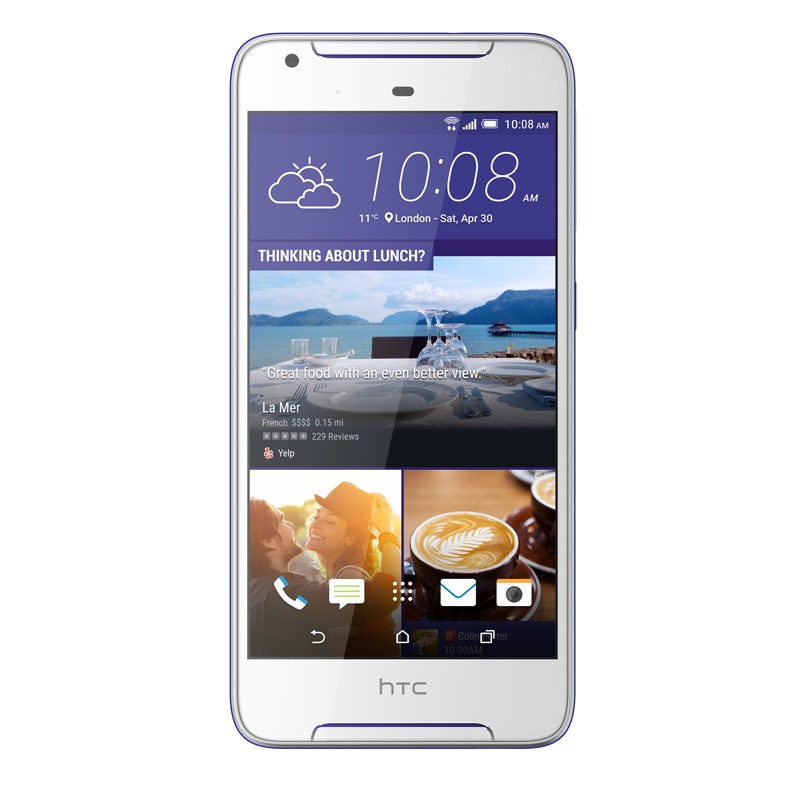 10:08 AM
10:08 AM
11°C London - Sat, Apr 30
THINKING ABOUT LUNCH?
“Great food with an even better view.”
La Mer
French $$$$ 0.15 mi
229 Reviews
Yelp
10:00AM
hTC